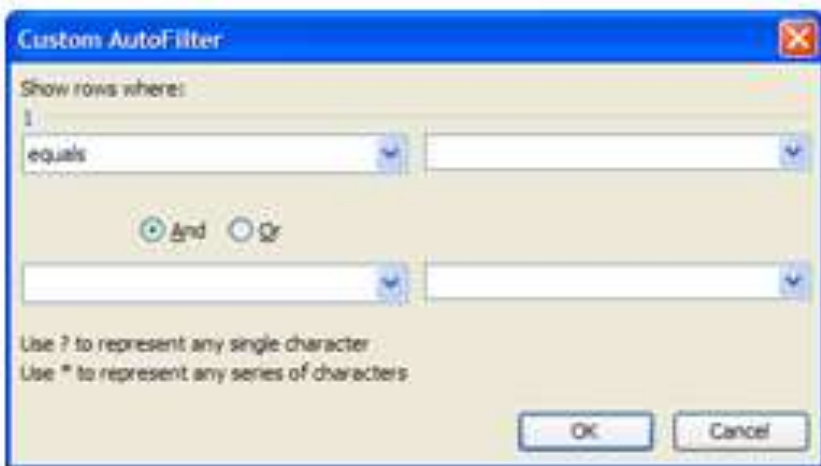 Custom AutoFilter
Show rows where:
1
equals
And Or
Use ? to represent any single character
Use * to represent any series of characters
OK Cancel